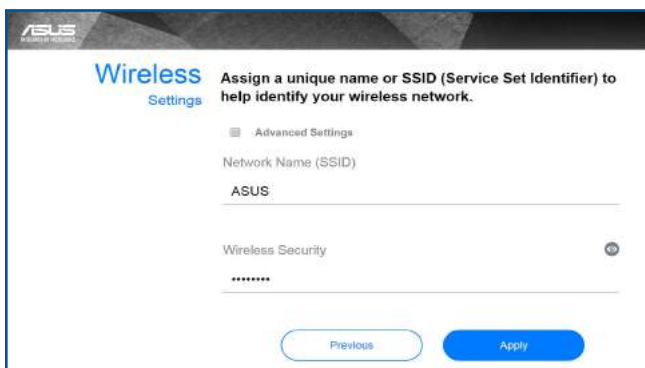 ASUS
Wireless
Settings
Assign a unique name or SSID (Service Set Identifier) to
help identify your wireless network.
Advanced Settings
Network Name (SSID)
ASUS
Wireless Security
••••••••
Previous
Apply